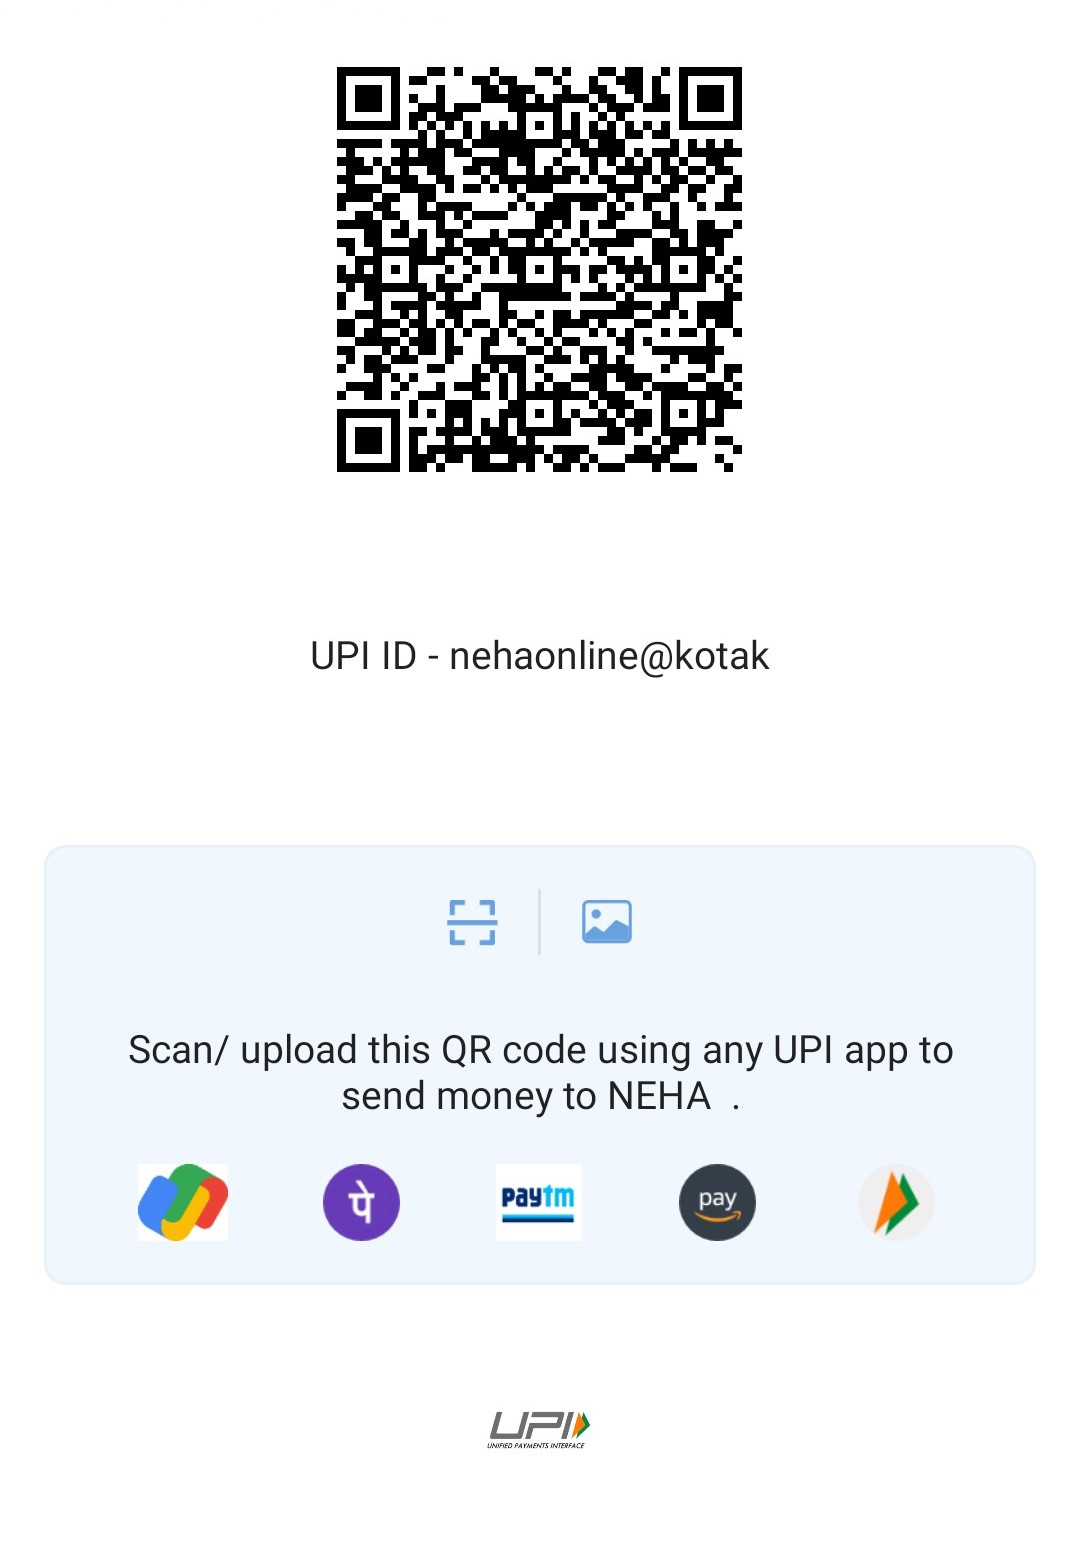 UPI ID - nehaonline@kotak
Scan/ upload this QR code using any UPI app to
send money to NEHA  .
पे
paytm
pay
UPI
UNIFIED PAYMENTS INTERFACE